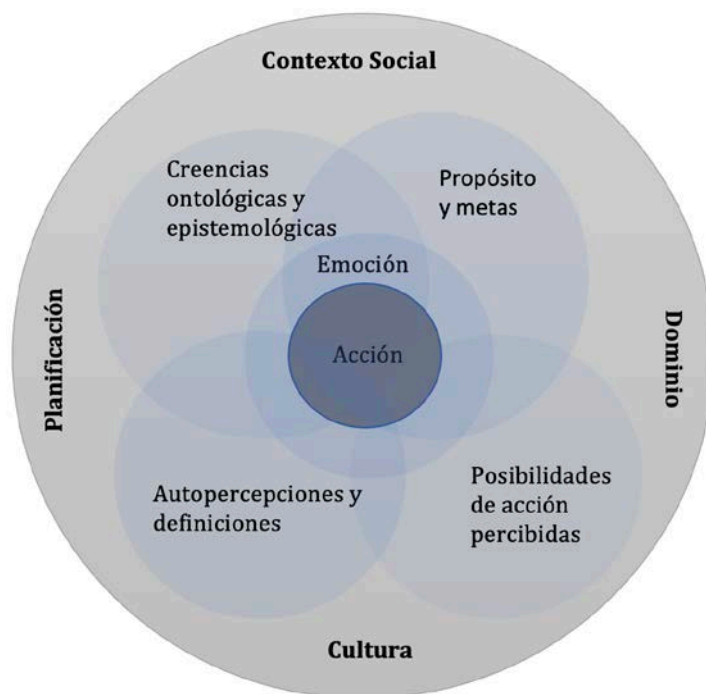 Contexto Social
Creencias
ontológicas y
epistemológicas
Propósito
y metas
Emoción
Planificación
Acción
Dominio
Autopercepciones y
definiciones
Posibilidades
de acción
percibidas
Cultura